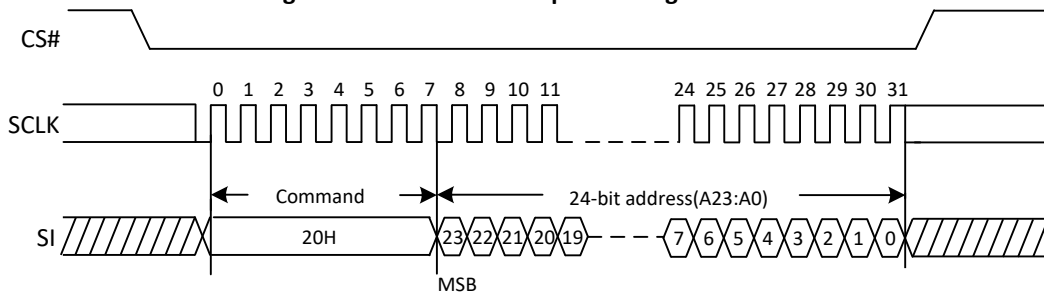 CS#
0 1 2 3 4 5 6 7 8 9 10 11 24 25 26 27 28 29 30 31
SCLK
Command 24-bit address(A23:A0)
SI 20H 23 22 21 20 19 7 6 5 4 3 2 1 0
MSB